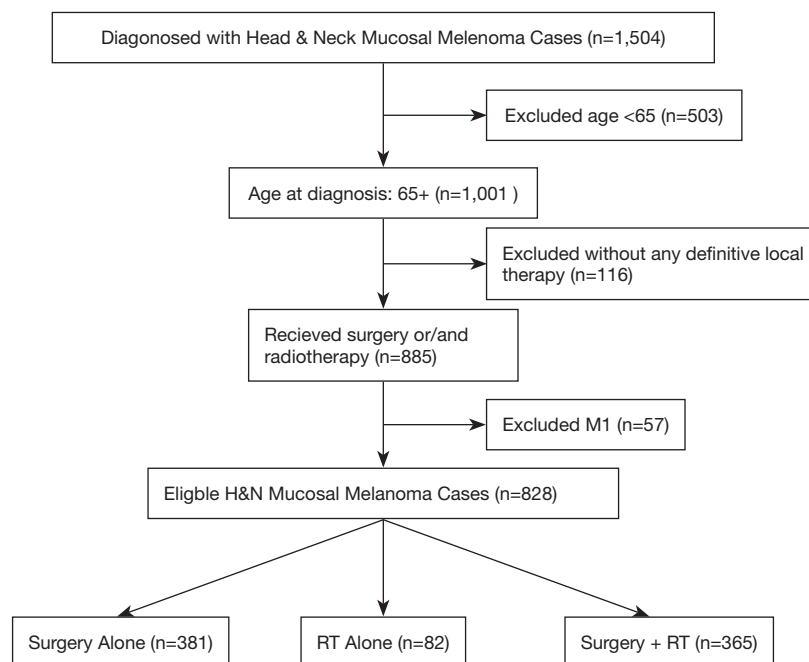 Diagonosed with Head & Neck Mucosal Melenoma Cases (n=1,504)
Excluded age <65 (n=503)
Age at diagnosis: 65+ (n=1,001 )
Excluded without any definitive local
therapy (n=116)
Recieved surgery or/and
radiotherapy (n=885)
Excluded M1 (n=57)
Eligble H&N Mucosal Melanoma Cases (n=828)
Surgery Alone (n=381)
RT Alone (n=82)
Surgery + RT (n=365)